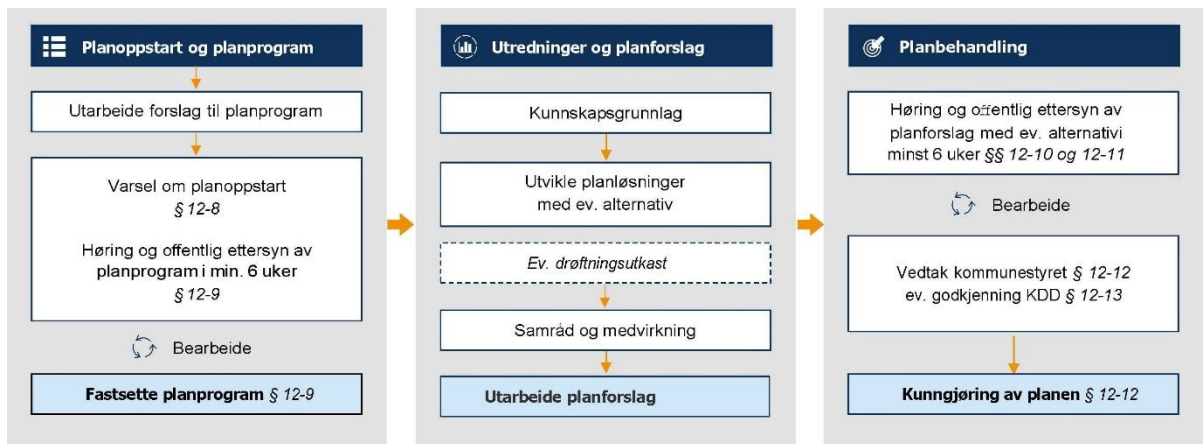 Planoppstart og planprogram
Utarbeide forslag til planprogram
Varsel om planoppstart
§ 12-8
Høring og offentlig ettersyn av
planprogram i min. 6 uker
§ 12-9
Bearbeide
Fastsette planprogram § 12-9
Utredninger og planforslag
Kunnskapsgrunnlag
Utvikle planløsninger
med ev. alternativ
Ev. drøftningsutkast
Samråd og medvirkning
Utarbeide planforslag
Planbehandling
Høring og offentlig ettersyn av
planforslag med ev. alternativi
minst 6 uker §§ 12-10 og 12-11
Bearbeide
Vedtak kommunestyret § 12-12
ev. godkjenning KDD § 12-13
Kunngjøring av planen § 12-12